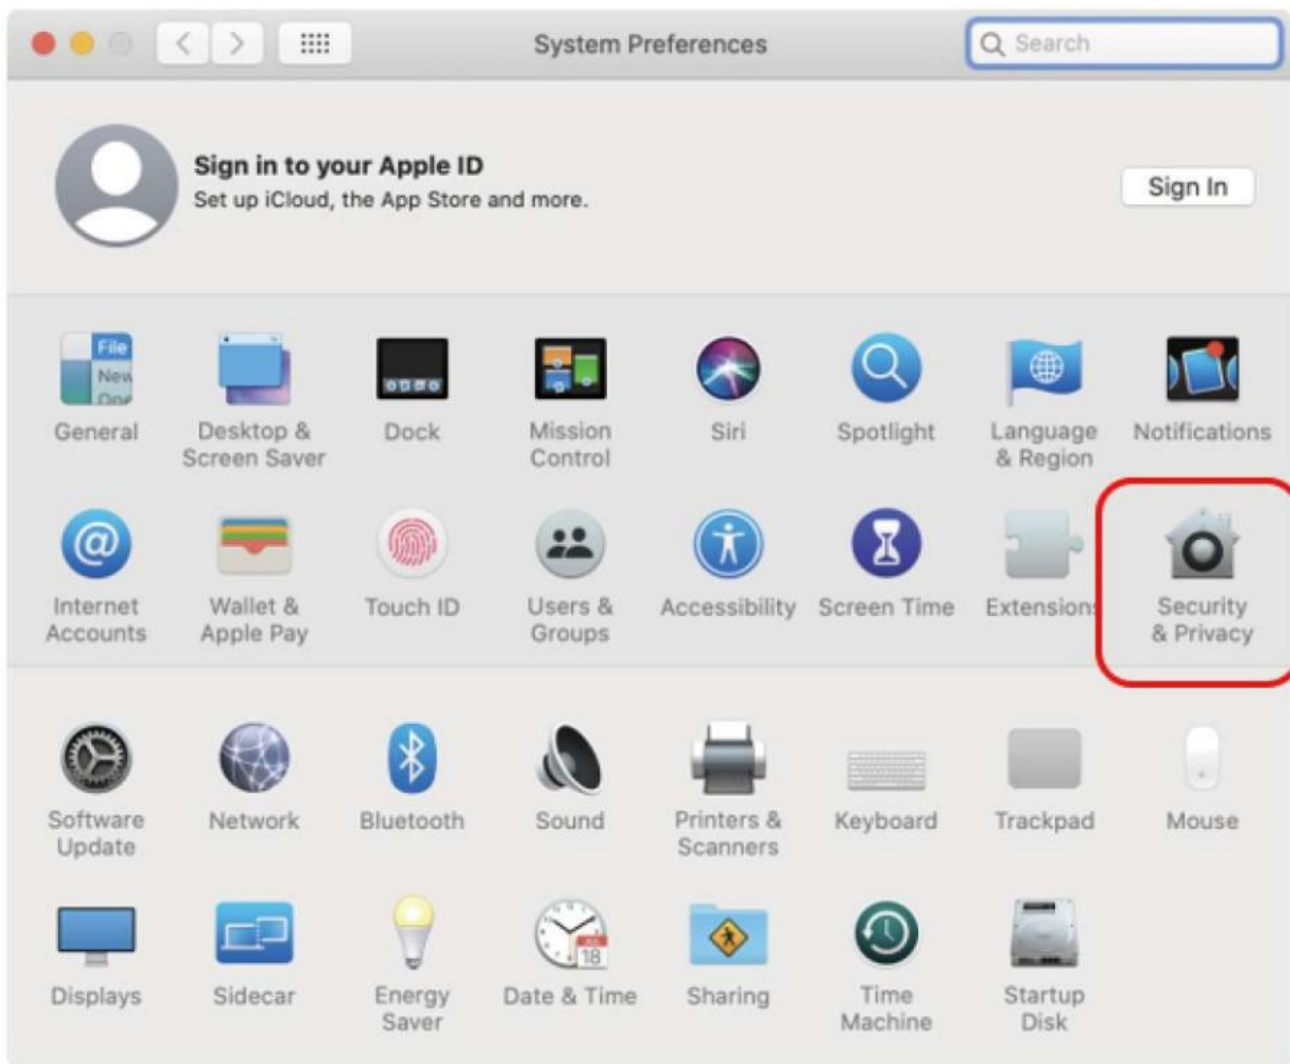 System Preferences
Search
Sign in to your Apple ID
Set up iCloud, the App Store and more.
Sign In
File
New
General
Desktop &
Screen Saver
Dock
Mission
Control
Siri
Spotlight
Language
& Region
Notifications
Internet
Accounts
Wallet &
Apple Pay
Touch ID
Users &
Groups
Accessibility
Screen Time
Extensions
Security
& Privacy
Software
Update
Network
Bluetooth
Sound
Printers &
Scanners
Keyboard
Trackpad
Mouse
Displays
Sidecar
Energy
Saver
JUL
18
Date & Time
Sharing
Time
Machine
Startup
Disk